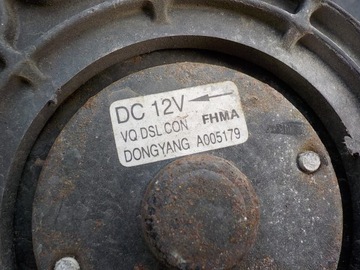 DC 12V
VQ DSL CON FHMA
DONGYANG A005179